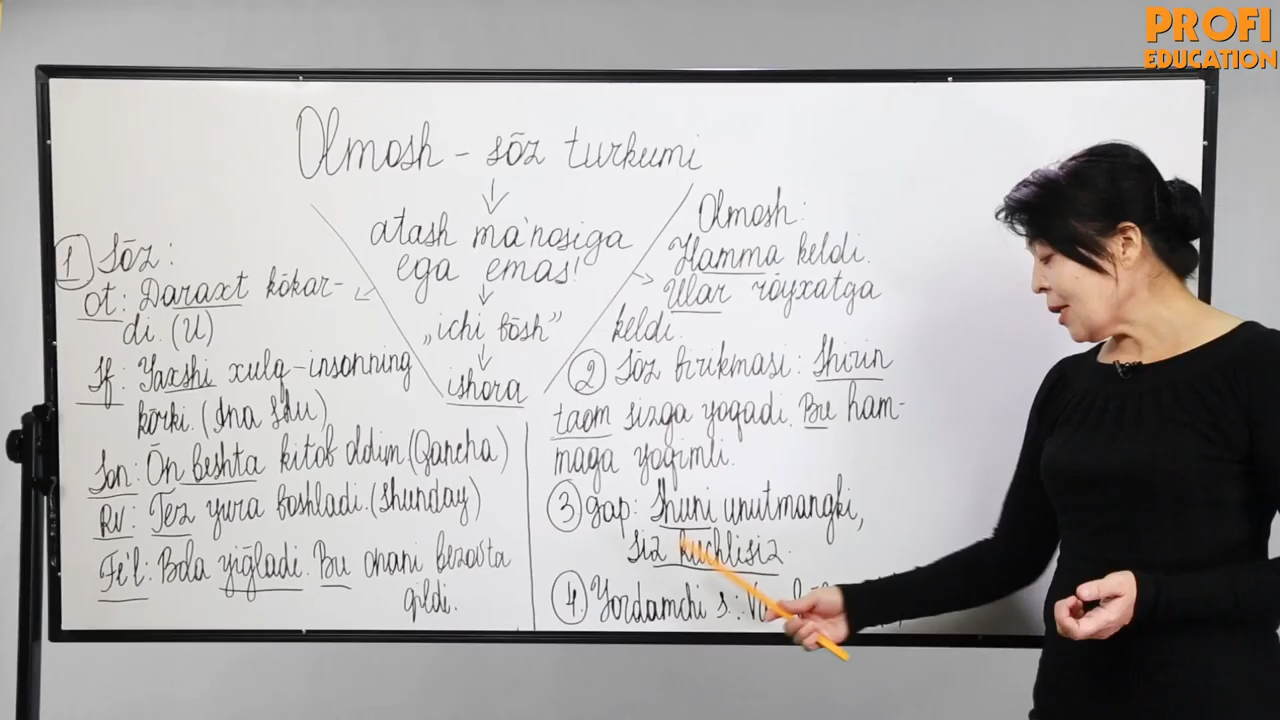 PROFI
EDUCATION
Olmosh - sōz turkumi
atash ma'nosiga
ega emas!
„ichi bōsh”
ishora
1 Sōz:
ot: Daraxt kōkar-
di. (U)
Sf: Yaxshi xulq-insonning
kōrki. (Ana shu)
Son: Ōn beshta kitob oldim (Qancha)
Rv: Tez yura boshladi. (Shunday)
Fe'l: Bola yiḡladi. Bu onani bezovta
qildi.
Olmosh:
Hamma keldi.
Ular rōyxatga
keldi.
2 Sōz birikmasi: Shirin
taom sizga yoqadi. Bu ham-
maga yoqimli.
3 gap: Shuni unutmangki,
siz kuchlisiz.
4 Yordamchi s.: